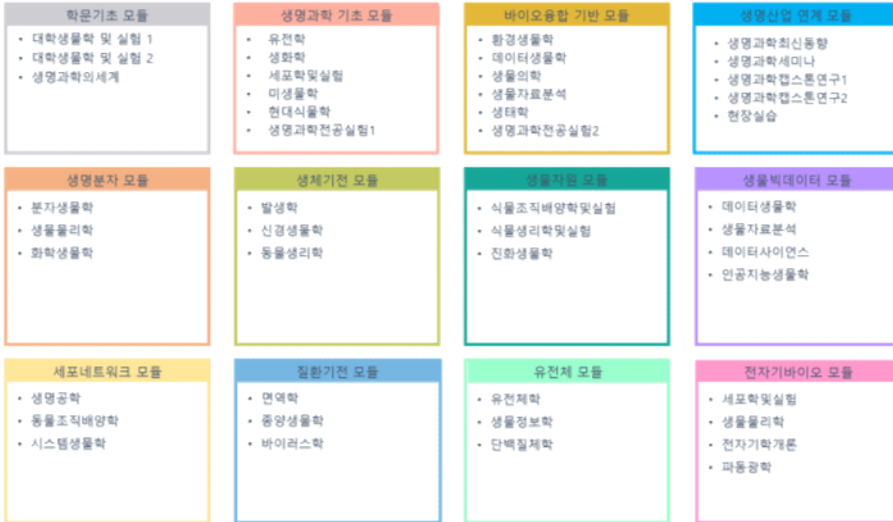 학문기초 모듈
• 대학생물학 및 실험 1
• 대학생물학 및 실험 2
• 생명과학의세계
생명과학 기초 모듈
• 유전학
• 생화학
• 세포학및실험
• 미생물학
• 현대식물학
• 생명과학전공실험1
바이오융합 기반 모듈
• 환경생물학
• 데이터생물학
• 생물의학
• 생물자료분석
• 생태학
• 생명과학전공실험2
생명산업 연계 모듈
• 생명과학최신동향
• 생명과학세미나
• 생명과학캡스톤연구1
• 생명과학캡스톤연구2
• 현장실습
생명분자 모듈
• 분자생물학
• 생물물리학
• 화학생물학
생체기전 모듈
• 발생학
• 신경생물학
• 동물생리학
생물자원 모듈
• 식물조직배양학및실험
• 식물생리학및실험
• 진화생물학
생물빅데이터 모듈
• 데이터생물학
• 생물자료분석
• 데이터사이언스
• 인공지능생물학
세포네트워크 모듈
• 생명공학
• 동물조직배양학
• 시스템생물학
질환기전 모듈
• 면역학
• 종양생물학
• 바이러스학
유전체 모듈
• 유전체학
• 생물정보학
• 단백질체학
전자기바이오 모듈
• 세포학및실험
• 생물물리학
• 전자기학개론
• 파동광학